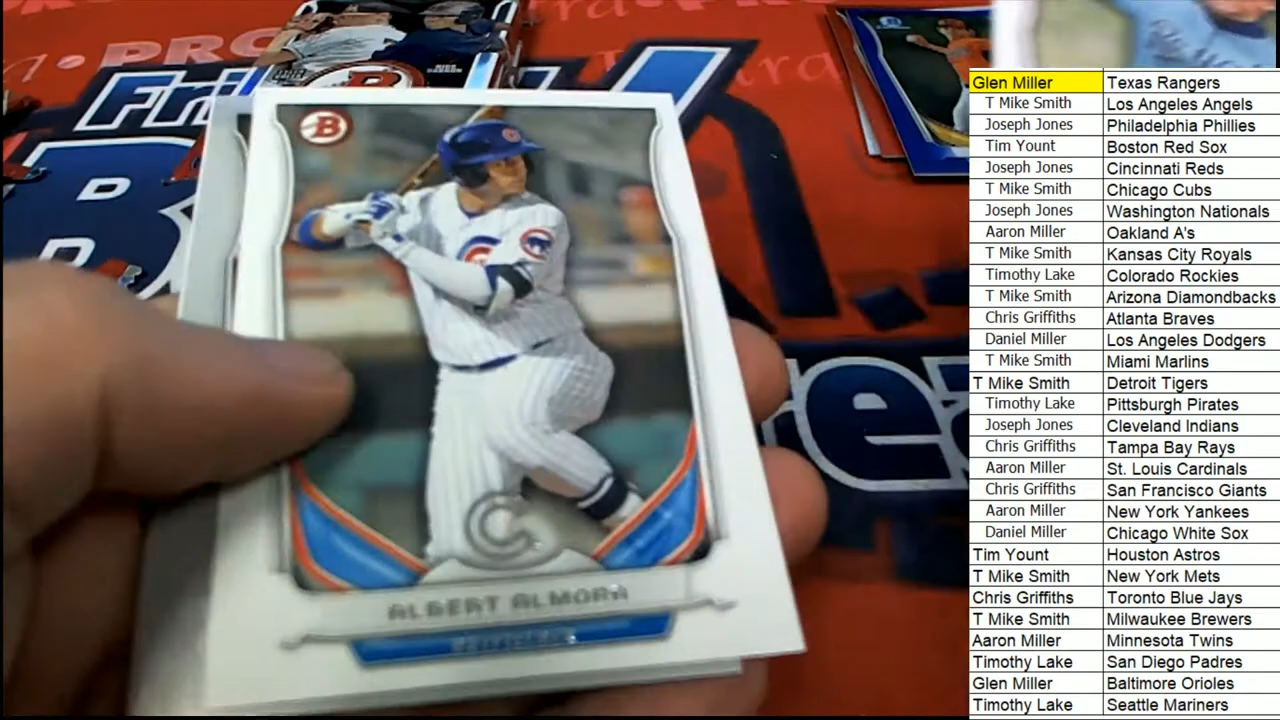 PRO
Fri
B
ALBERT ALMORA
D
e
Glen Miller Texas Rangers
T Mike Smith Los Angeles Angels
Joseph Jones Philadelphia Phillies
Tim Yount Boston Red Sox
Joseph Jones Cincinnati Reds
T Mike Smith Chicago Cubs
Joseph Jones Washington Nationals
Aaron Miller Oakland A's
T Mike Smith Kansas City Royals
Timothy Lake Colorado Rockies
T Mike Smith Arizona Diamondbacks
Chris Griffiths Atlanta Braves
Daniel Miller Los Angeles Dodgers
T Mike Smith Miami Marlins
T Mike Smith Detroit Tigers
Timothy Lake Pittsburgh Pirates
Joseph Jones Cleveland Indians
Chris Griffiths Tampa Bay Rays
Aaron Miller St. Louis Cardinals
Chris Griffiths San Francisco Giants
Aaron Miller New York Yankees
Daniel Miller Chicago White Sox
Tim Yount Houston Astros
T Mike Smith New York Mets
Chris Griffiths Toronto Blue Jays
T Mike Smith Milwaukee Brewers
Aaron Miller Minnesota Twins
Timothy Lake San Diego Padres
Glen Miller Baltimore Orioles
Timothy Lake Seattle Mariners